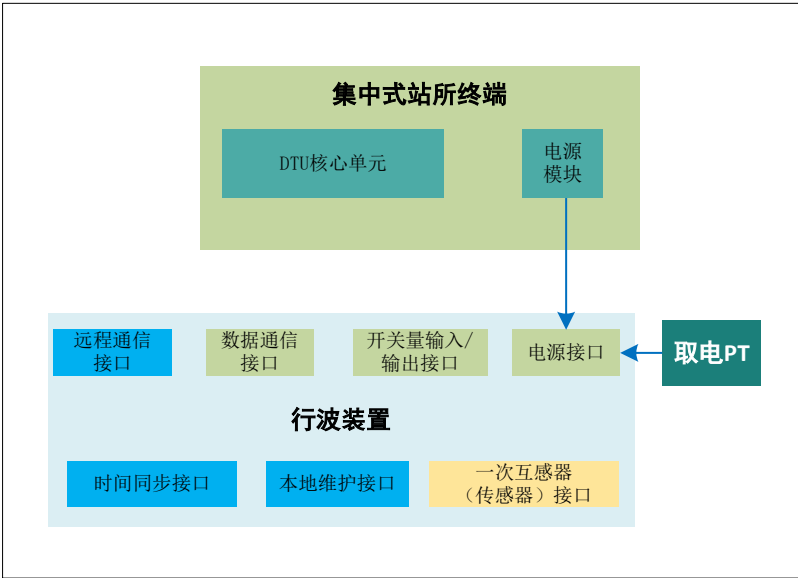 集中式站所终端
DTU核心单元
电源
模块
远程通信
接口
数据通信
接口
开关量输入/
输出接口
电源接口
取电PT
行波装置
时间同步接口
本地维护接口
一次互感器
（传感器）接口